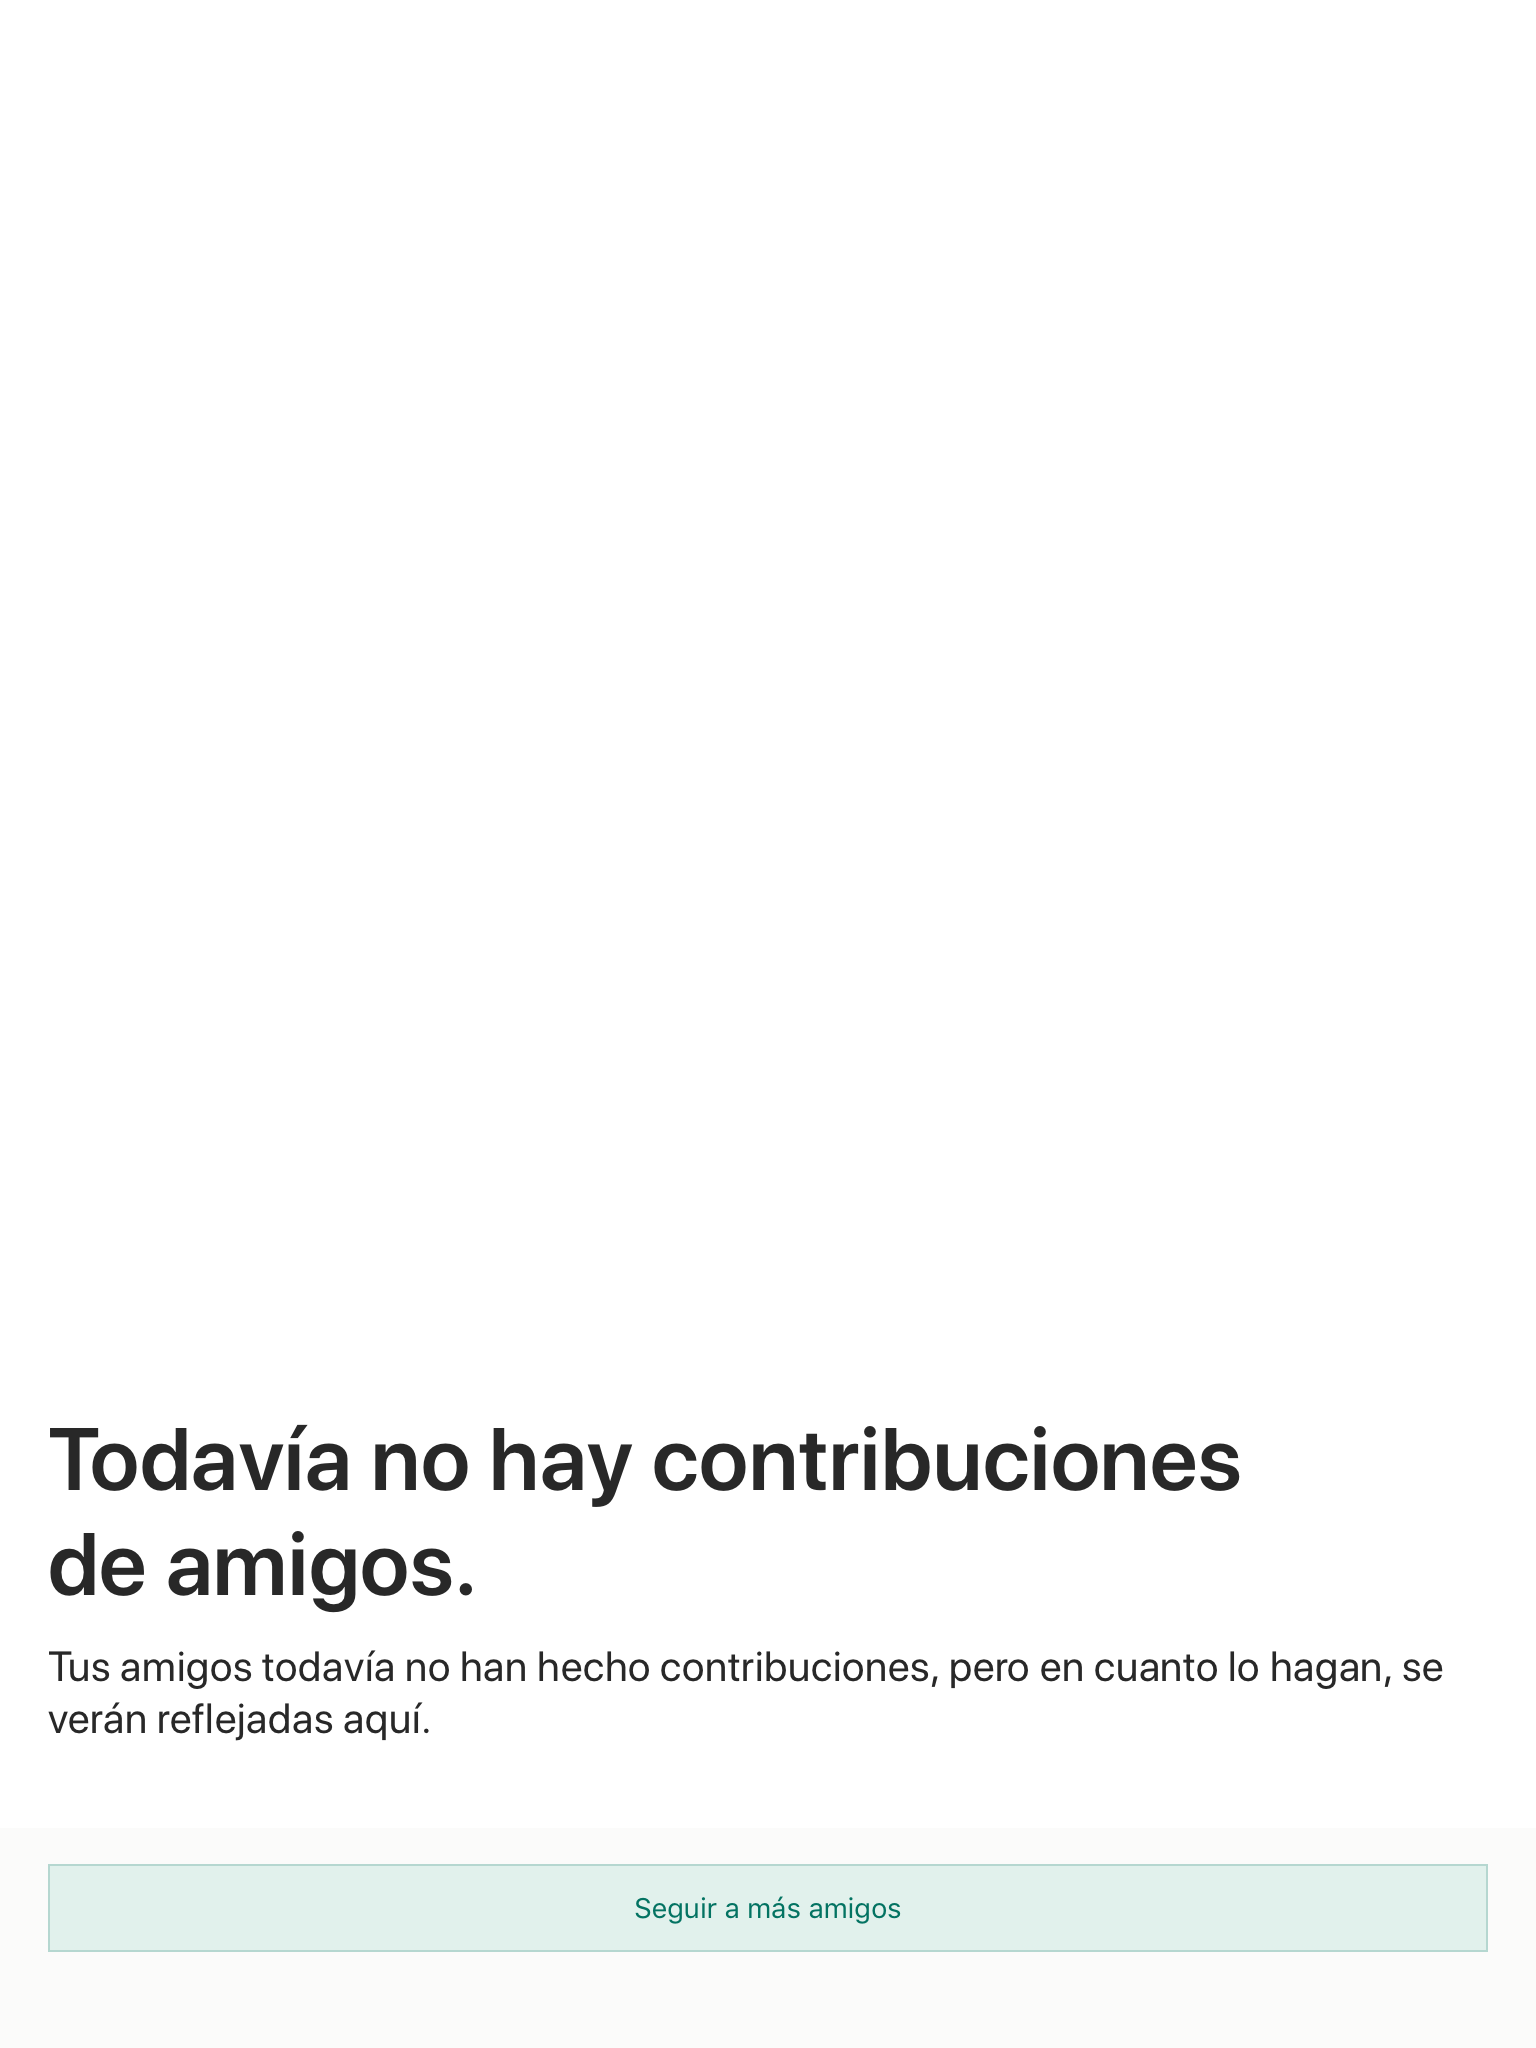 Todavía no hay contribuciones
de amigos.
Tus amigos todavía no han hecho contribuciones, pero en cuanto lo hagan, se
verán reflejadas aquí.
Seguir a más amigos